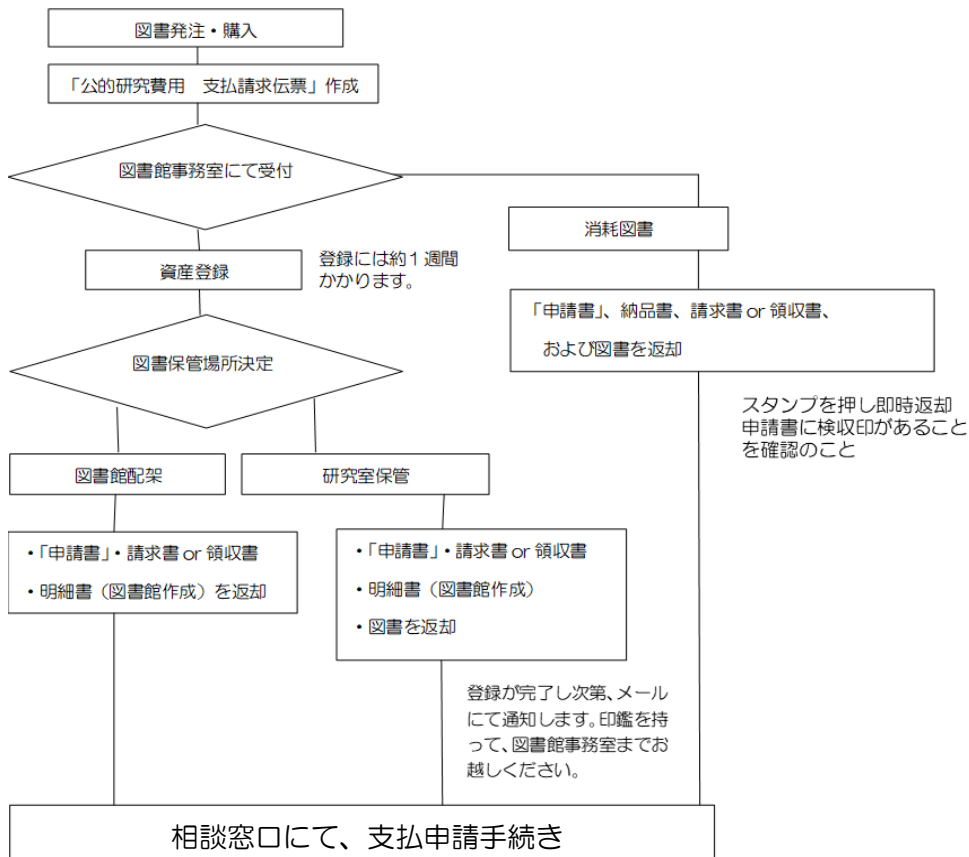 図書発注・購入
「公的研究費用　支払請求伝票」作成
図書館事務室にて受付
消耗図書
資産登録
登録には約１週間
かかります。
「申請書」、納品書、請求書 or 領収書、
および図書を返却
図書保管場所決定
スタンプを押し即時返却
申請書に検収印があること
を確認のこと
図書館配架
研究室保管
・「申請書」・請求書 or 領収書
・明細書（図書館作成）を返却
・「申請書」・請求書 or 領収書
・明細書（図書館作成）
・図書を返却
登録が完了し次第、メール
にて通知します。印鑑を持
って、図書館事務室までお
越しください。
相談窓口にて、支払申請手続き